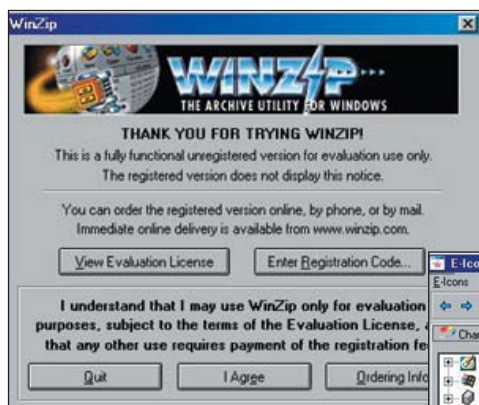 WinZip
WINZIP
THE ARCHIVE UTILITY FOR WINDOWS
THANK YOU FOR TRYING WINZIP!
This is a fully functional unregistered version for evaluation use only.
The registered version does not display this notice.
You can order the registered version online, by phone, or by mail.
Immediate online delivery is available from www.winzip.com.
View Evaluation License
Enter Registration Code...
E-Ico
E-Icons
Char
I understand that I may use WinZip only for evaluation
purposes, subject to the terms of the Evaluation License, a
that any other use requires payment of the registration fe
Quit
I Agree
Ordering Info